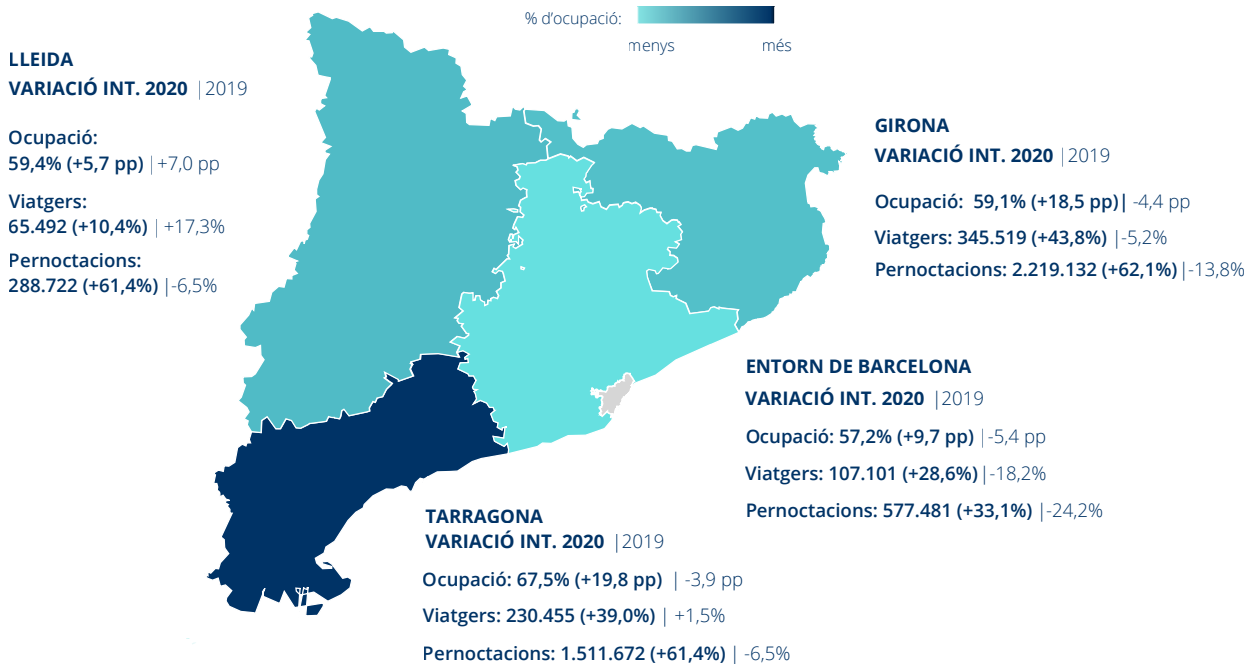 % d’ocupació:
menys més
LLEIDA
VARIACIÓ INT. 2020 |2019
Ocupació:
59,4% (+5,7 pp) |+7,0 pp
Viatgers:
65.492 (+10,4%) | +17,3%
Pernoctacions:
288.722 (+61,4%) |-6,5%
GIRONA
VARIACIÓ INT. 2020 |2019
Ocupació: 59,1% (+18,5 pp)| -4,4 pp
Viatgers: 345.519 (+43,8%) |-5,2%
Pernoctacions: 2.219.132 (+62,1%) |-13,8%
ENTORN DE BARCELONA
VARIACIÓ INT. 2020 |2019
Ocupació: 57,2% (+9,7 pp) |-5,4 pp
Viatgers: 107.101 (+28,6%) |-18,2%
Pernoctacions: 577.481 (+33,1%) |-24,2%
TARRAGONA
VARIACIÓ INT. 2020 |2019
Ocupació: 67,5% (+19,8 pp) | -3,9 pp
Viatgers: 230.455 (+39,0%) | +1,5%
Pernoctacions: 1.511.672 (+61,4%) | -6,5%